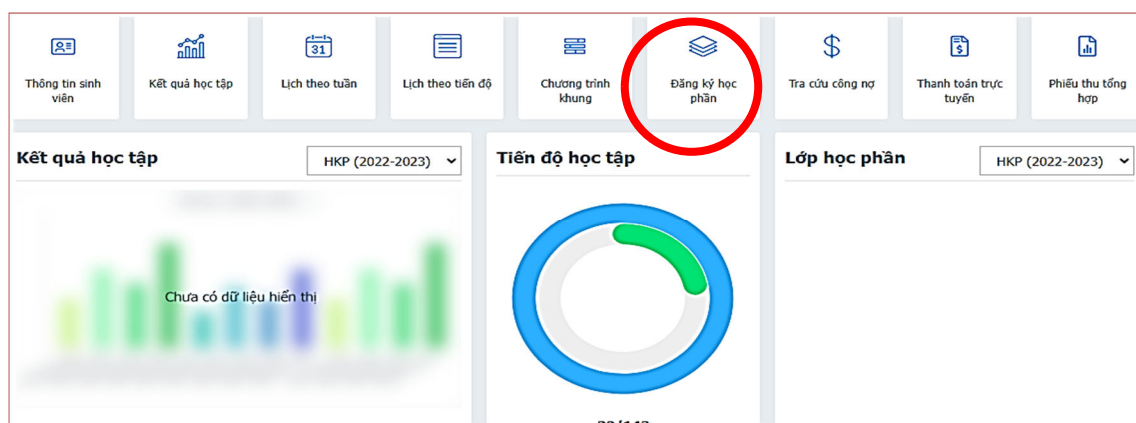 31
Thông tin sinh
viên
Kết quả học tập
Lịch theo tuần
Lịch theo tiến độ
Chương trình
khung
Đăng ký học
phần
Tra cứu công nợ
Thanh toán trực
tuyến
Phiếu thu tổng
hợp
Kết quả học tập
HKP (2022-2023)
Chưa có dữ liệu hiển thị
Tiến độ học tập
Lớp học phần
HKP (2022-2023)